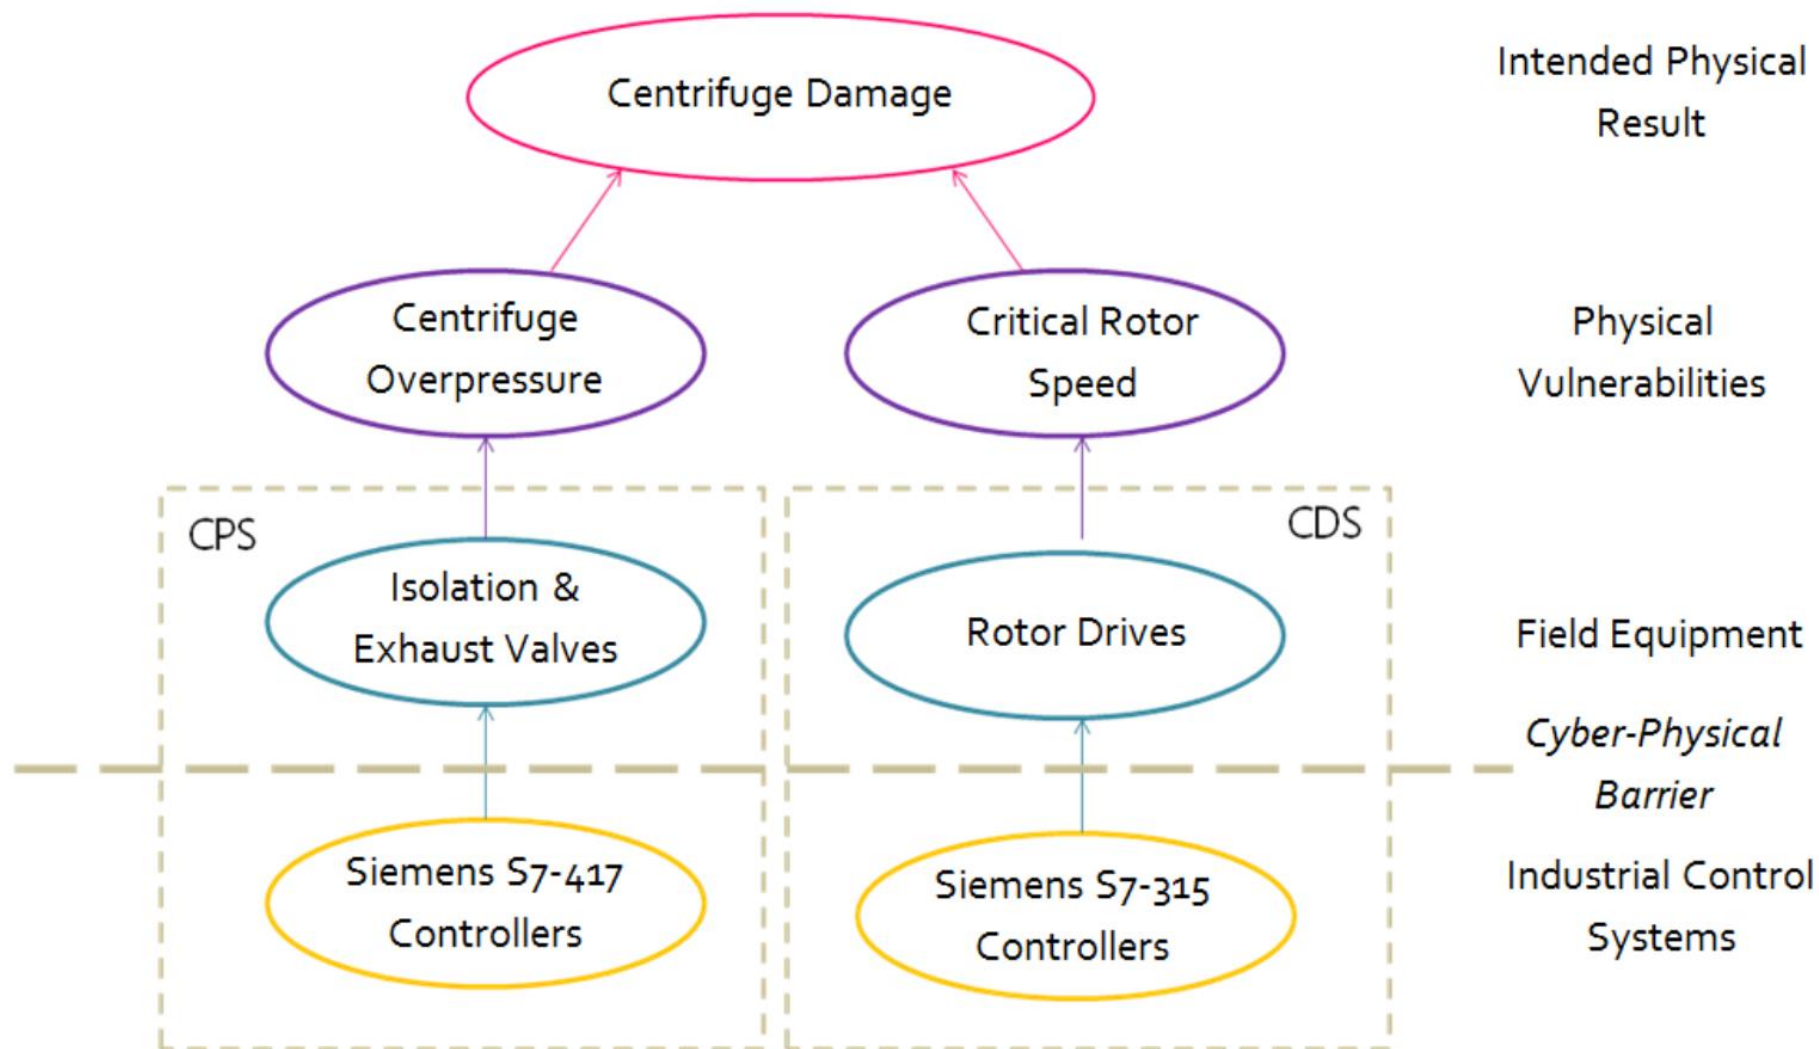 Centrifuge Damage
Intended Physical
Result
Centrifuge
Overpressure
Critical Rotor
Speed
Physical
Vulnerabilities
CPS
CDS
Isolation &
Exhaust Valves
Rotor Drives
Field Equipment
Cyber-Physical
Barrier
Siemens S7-417
Controllers
Siemens S7-315
Controllers
Industrial Control
Systems